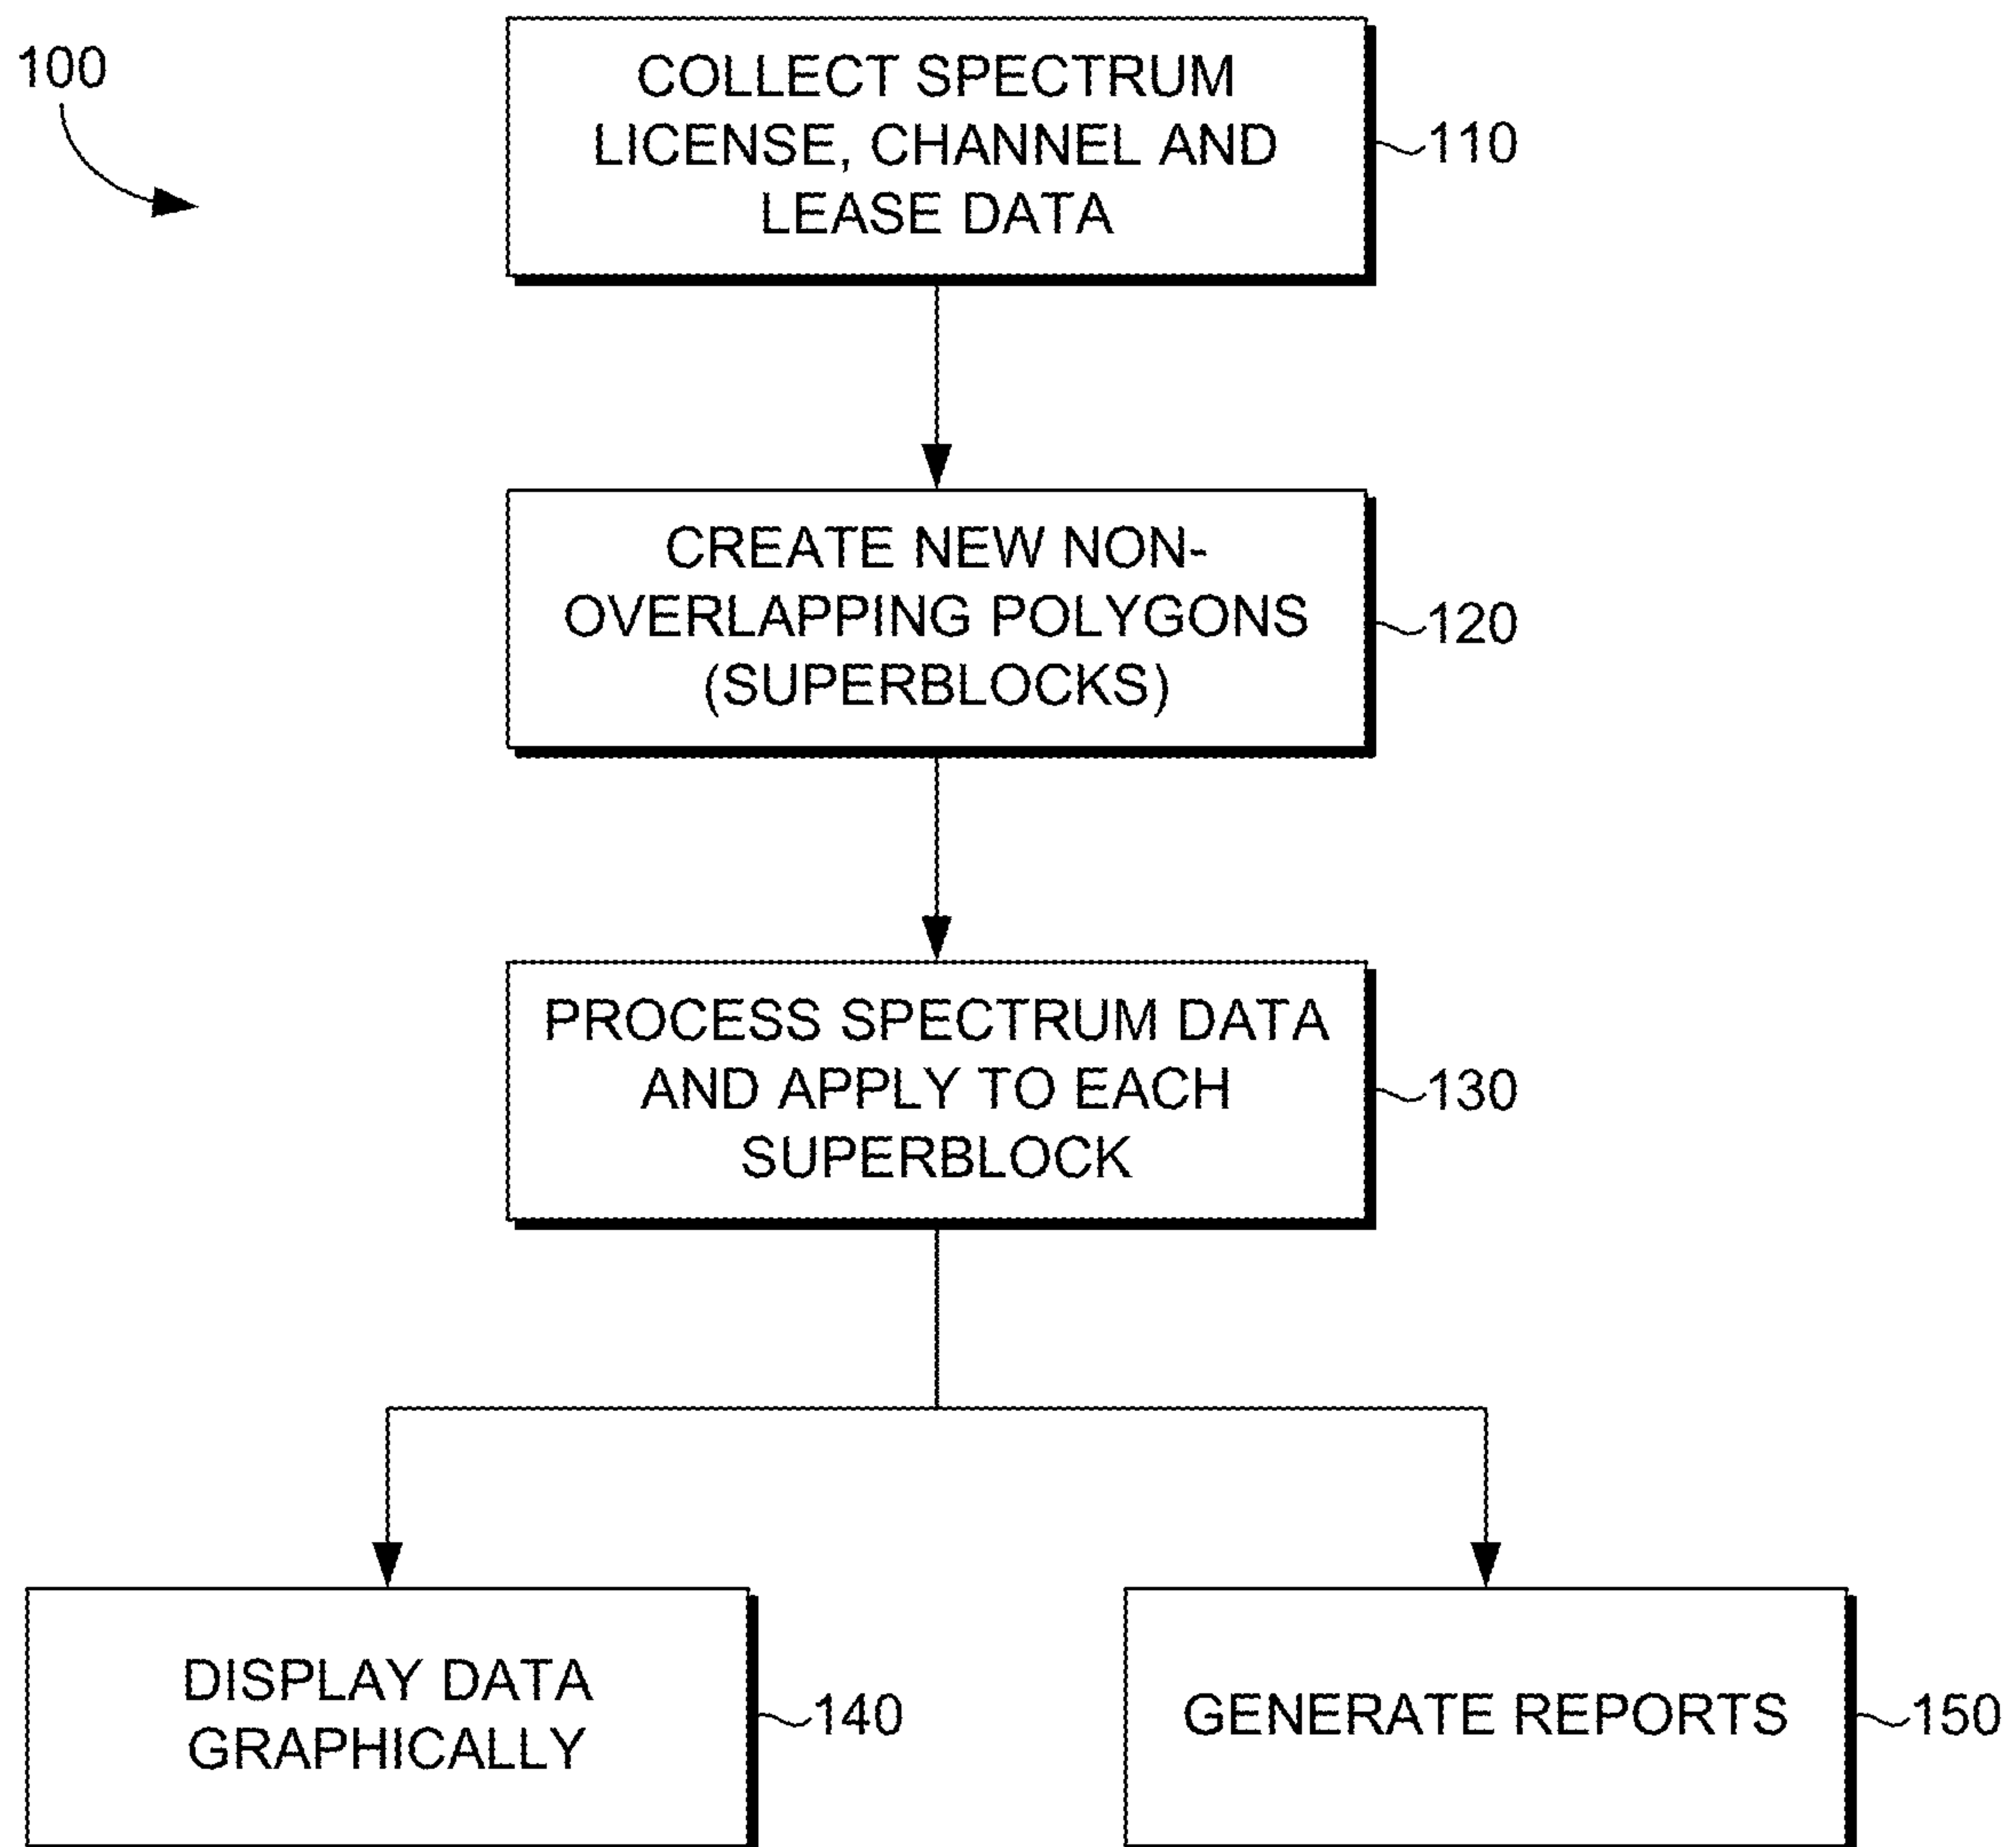 100
COLLECT SPECTRUM
LICENSE, CHANNEL AND
LEASE DATA
110
CREATE NEW NON-
OVERLAPPING POLYGONS
(SUPERBLOCKS)
120
PROCESS SPECTRUM DATA
AND APPLY TO EACH
SUPERBLOCK
130
DISPLAY DATA
GRAPHICALLY
140
GENERATE REPORTS
150